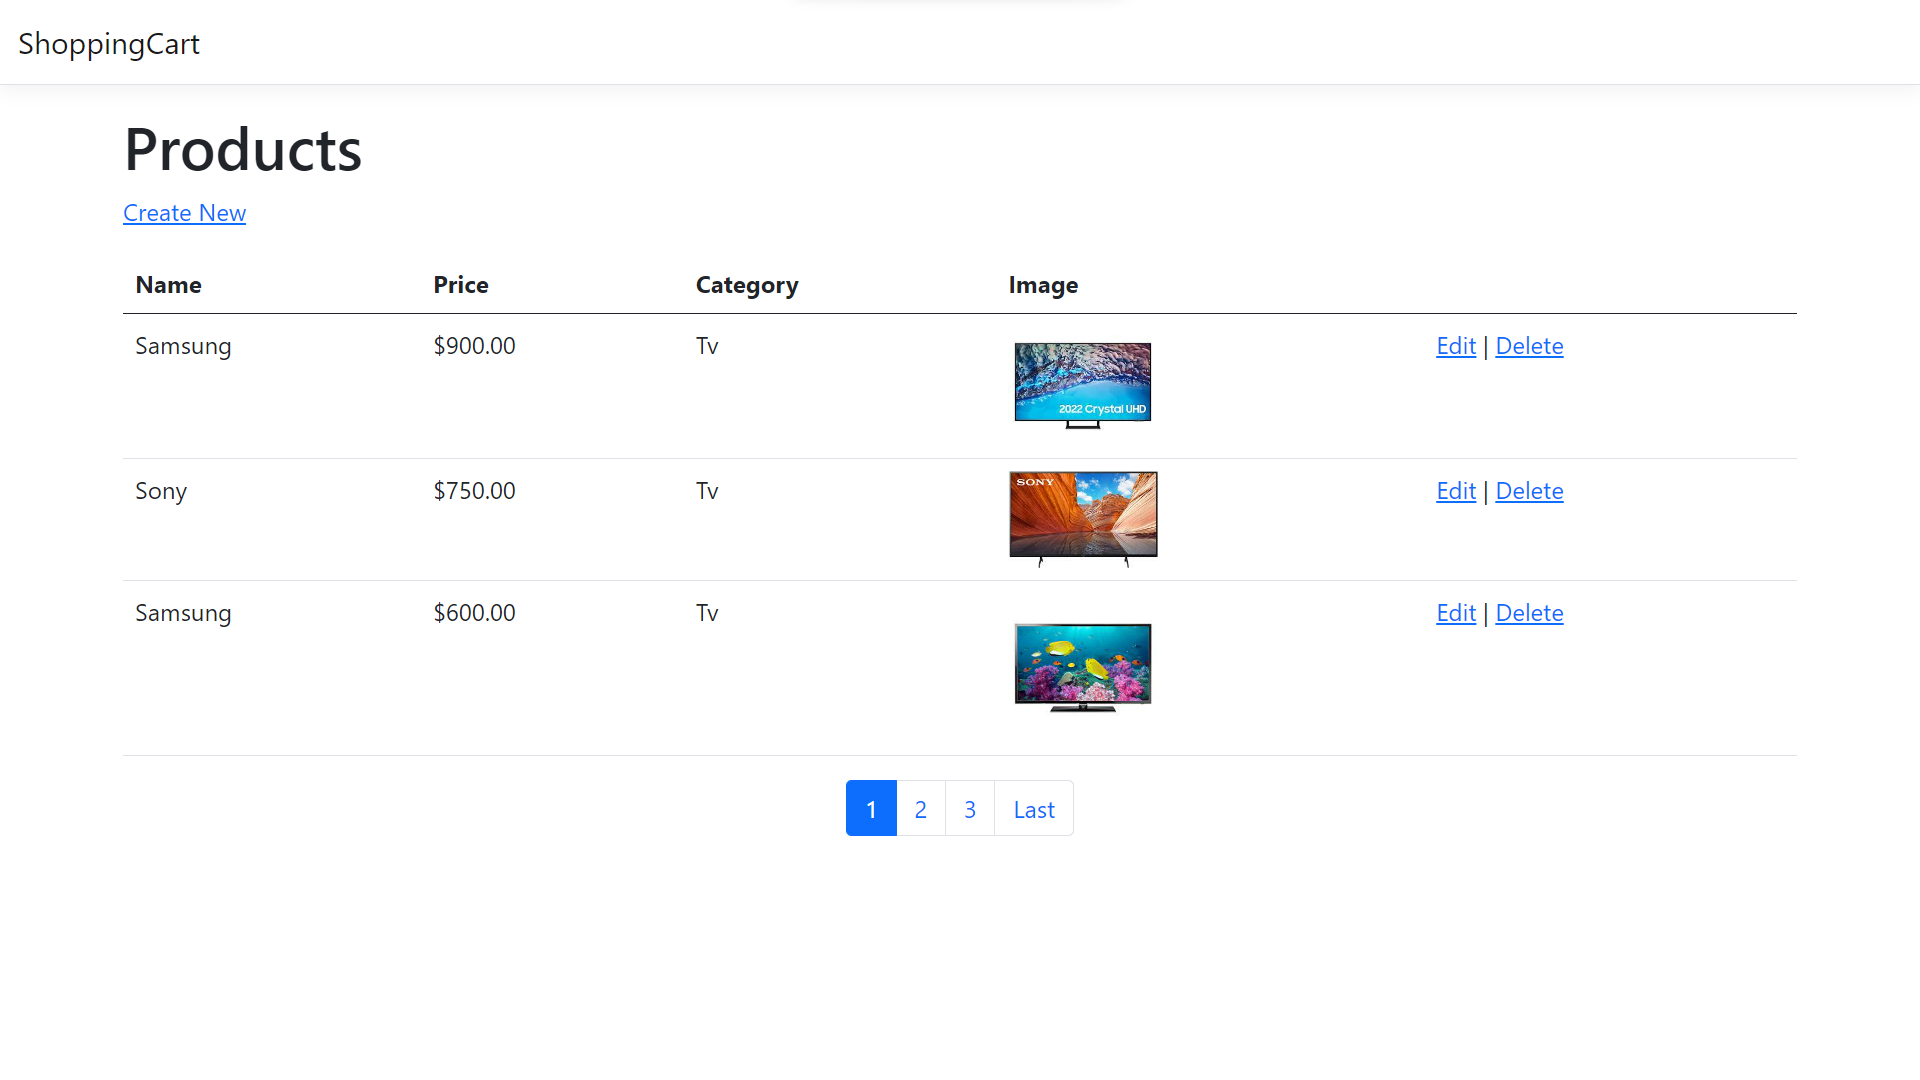 ShoppingCart
Products
Create New
Name Price Category Image
Samsung $900.00 Tv Edit | Delete
2022 Crystal UHD
Sony $750.00 Tv Edit | Delete
SONY
Samsung $600.00 Tv Edit | Delete
1 2 3 Last